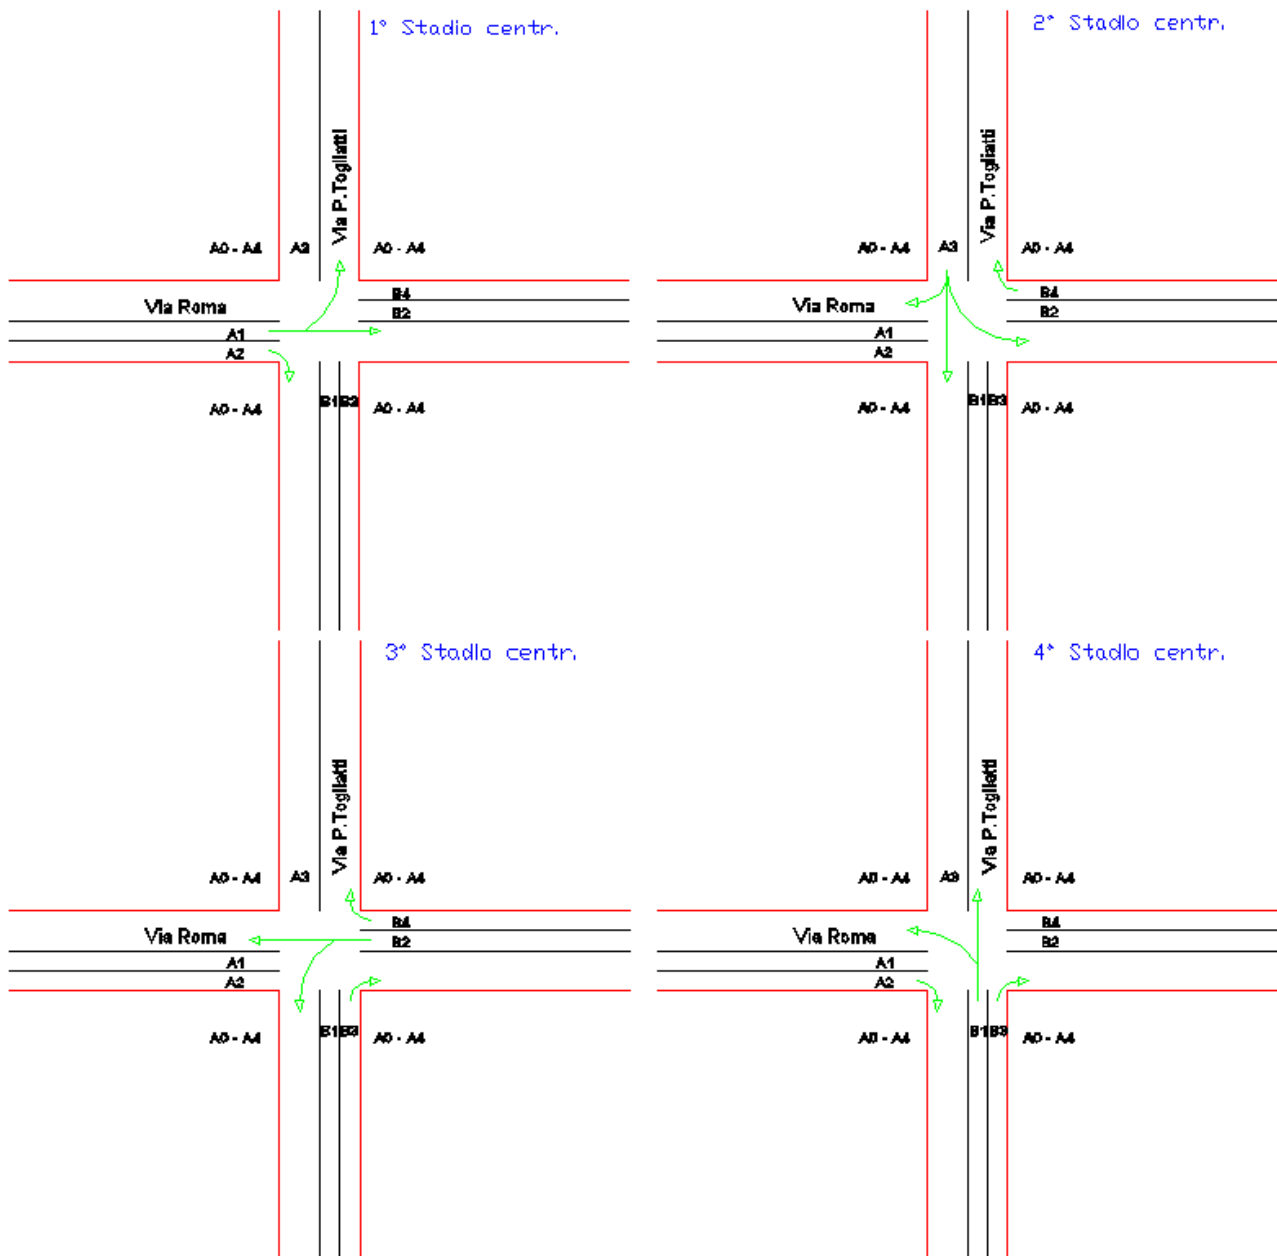 1° Stadio centr.
Via P.Togliatti
A0 - A4 A3 A0 - A4
B4
Via Roma B2
A1
A2
A0 - A4 B1 B3 A0 - A4
2° Stadio centr.
Via P.Togliatti
A0 - A4 A3 A0 - A4
B4
Via Roma B2
A1
A2
A0 - A4 B1 B3 A0 - A4
3° Stadio centr.
Via P.Togliatti
A0 - A4 A3 A0 - A4
B4
Via Roma B2
A1
A2
A0 - A4 B1 B3 A0 - A4
4° Stadio centr.
Via P.Togliatti
A0 - A4 A3 A0 - A4
B4
Via Roma B2
A1
A2
A0 - A4 B1 B3 A0 - A4